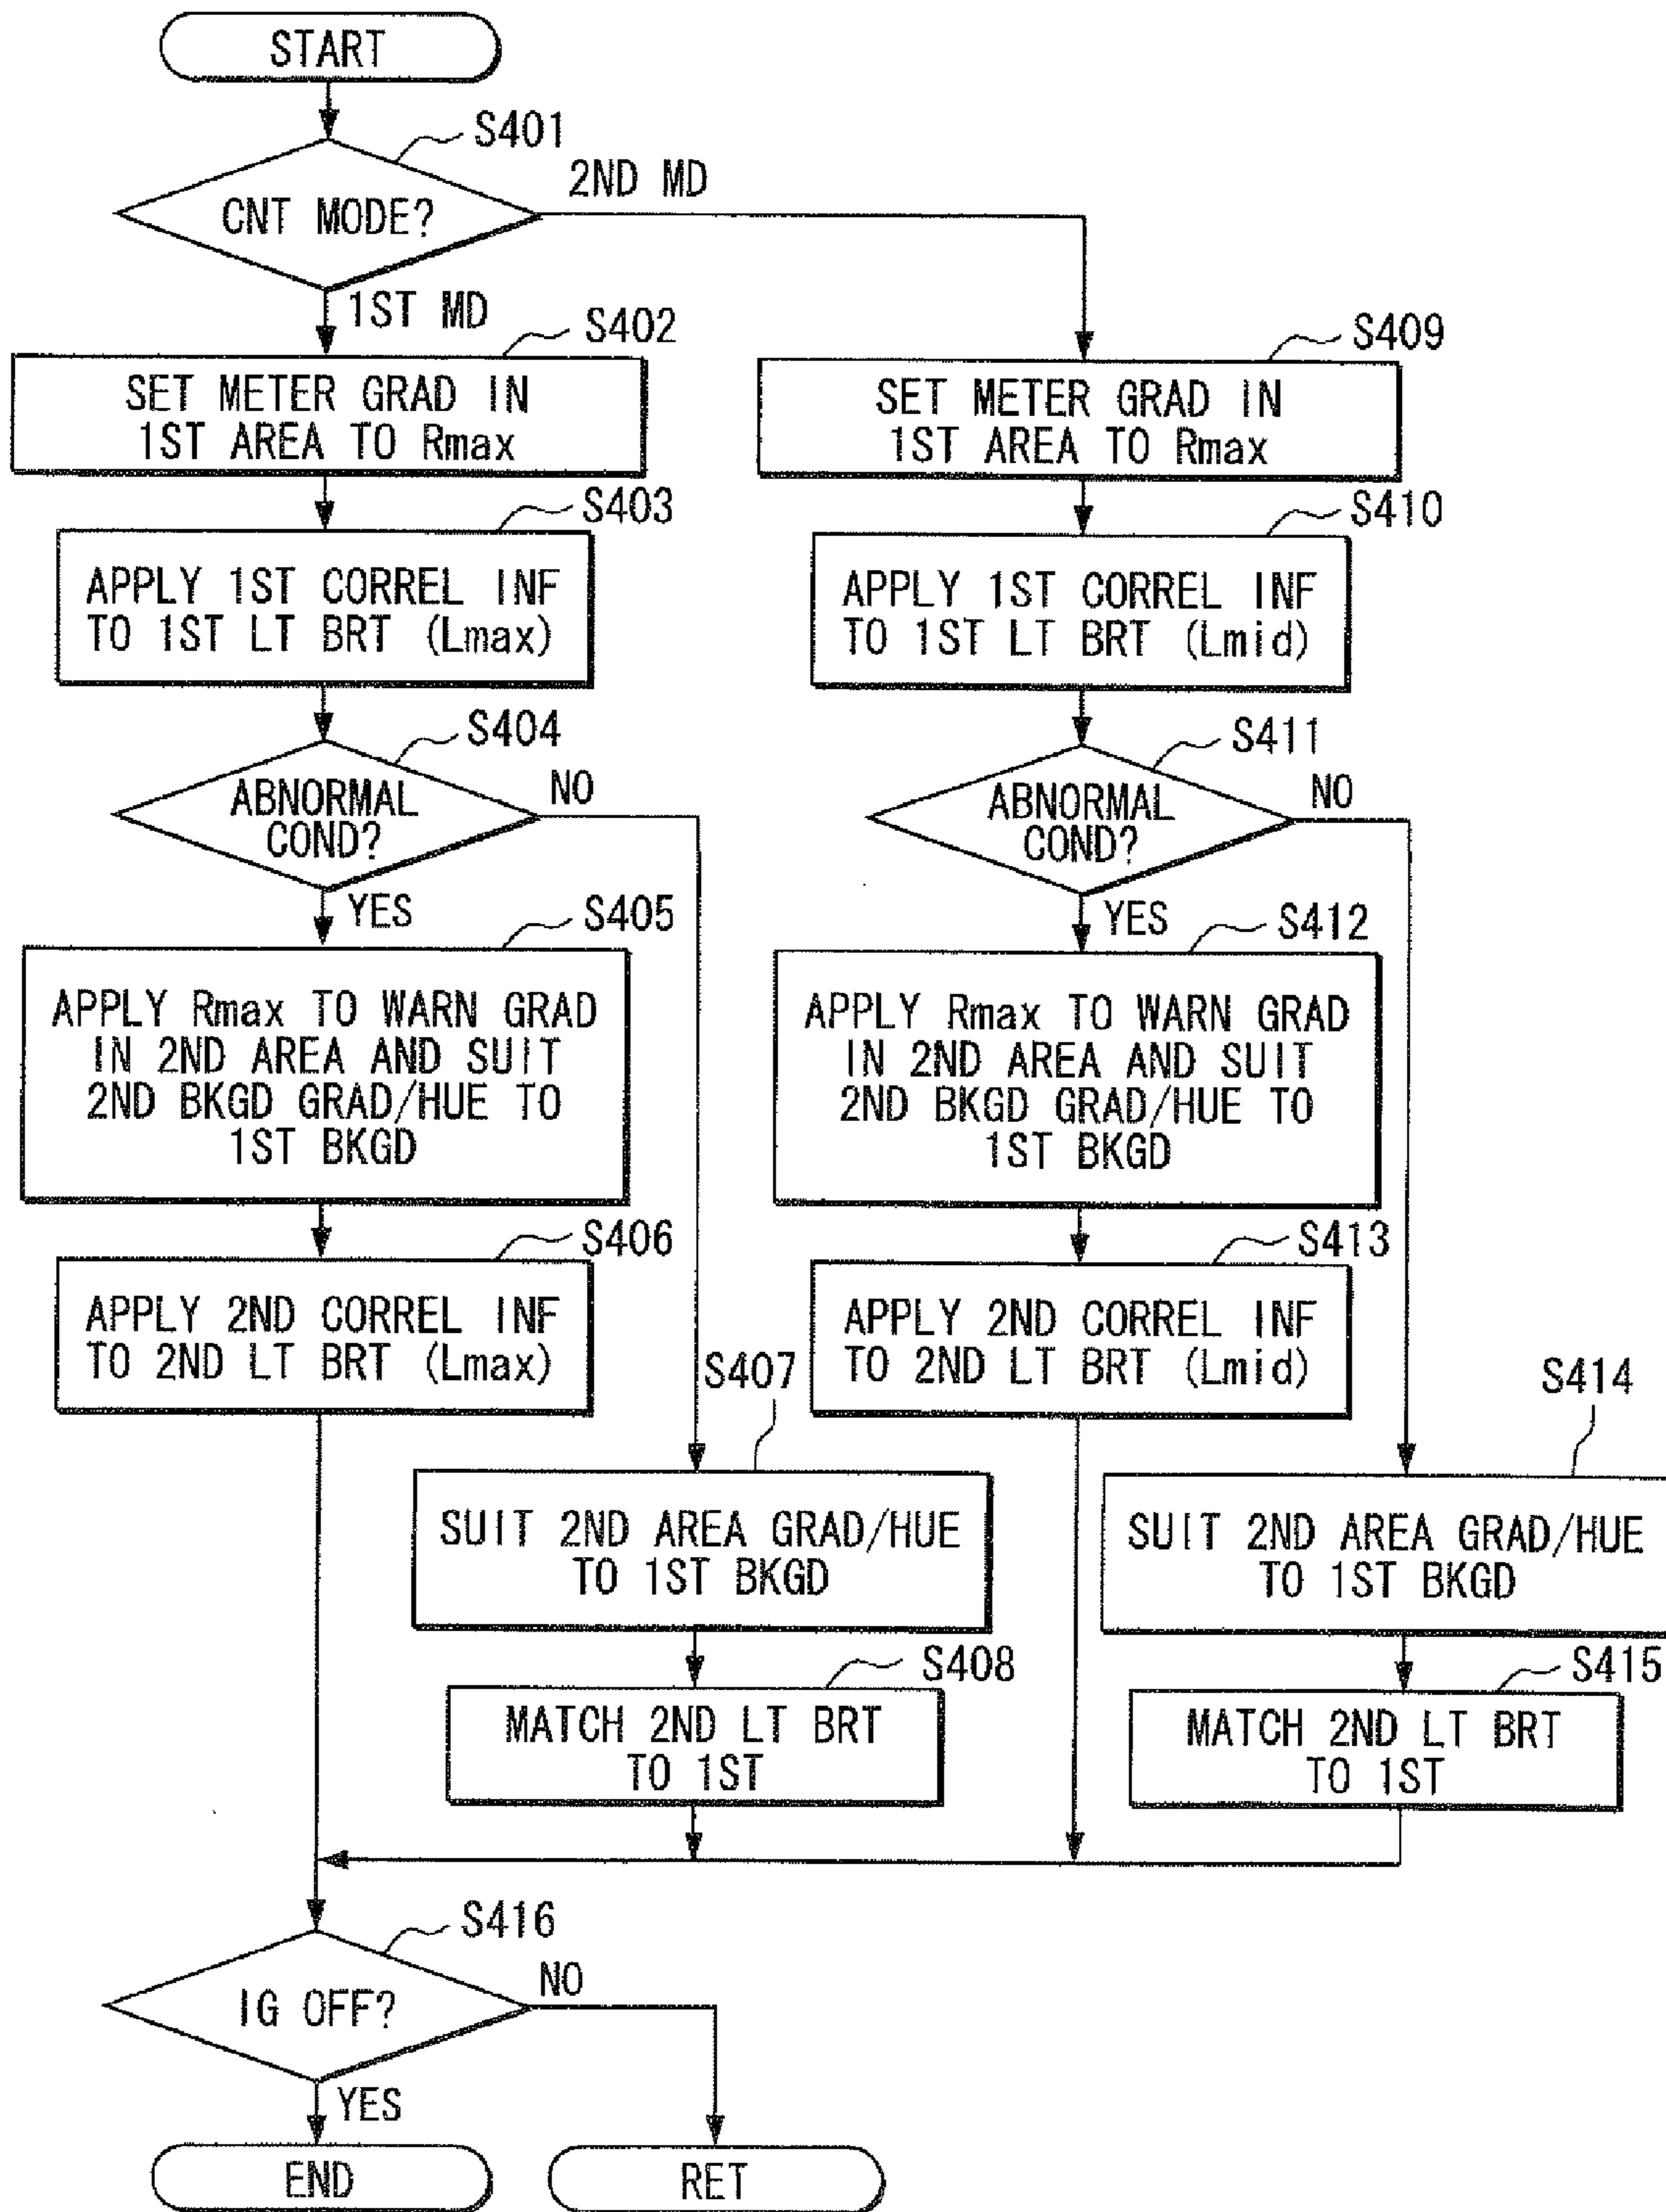 START
S401
CNT MODE?
2ND MD
1ST MD
S402
SET METER GRAD IN
1ST AREA TO Rmax
S403
APPLY 1ST CORREL INF
TO 1ST LT BRT (Lmax)
S404
ABNORMAL
COND?
NO
YES
S405
APPLY Rmax TO WARN GRAD
IN 2ND AREA AND SUIT
2ND BKGD GRAD/HUE TO
1ST BKGD
S406
APPLY 2ND CORREL INF
TO 2ND LT BRT (Lmax)
S407
SUIT 2ND AREA GRAD/HUE
TO 1ST BKGD
S408
MATCH 2ND LT BRT
TO 1ST
S409
SET METER GRAD IN
1ST AREA TO Rmax
S410
APPLY 1ST CORREL INF
TO 1ST LT BRT (Lmid)
S411
ABNORMAL
COND?
NO
YES
S412
APPLY Rmax TO WARN GRAD
IN 2ND AREA AND SUIT
2ND BKGD GRAD/HUE TO
1ST BKGD
S413
APPLY 2ND CORREL INF
TO 2ND LT BRT (Lmid)
S414
SUIT 2ND AREA GRAD/HUE
TO 1ST BKGD
S415
MATCH 2ND LT BRT
TO 1ST
S416
IG OFF?
NO
YES
END
RET